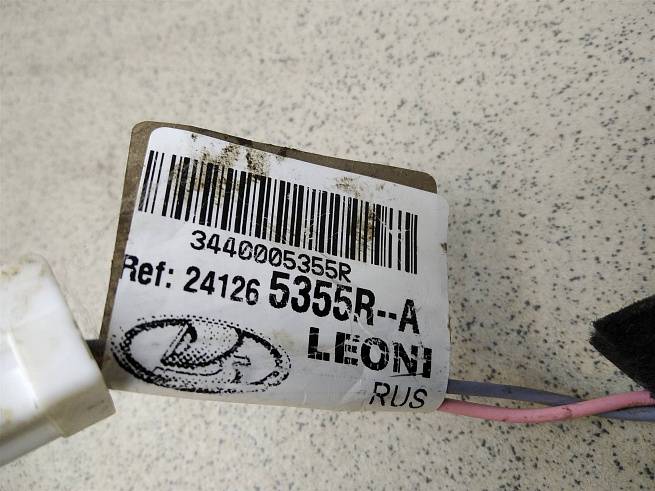 3440005355R
Ref: 24126 5355R--A
LEONI
RUS